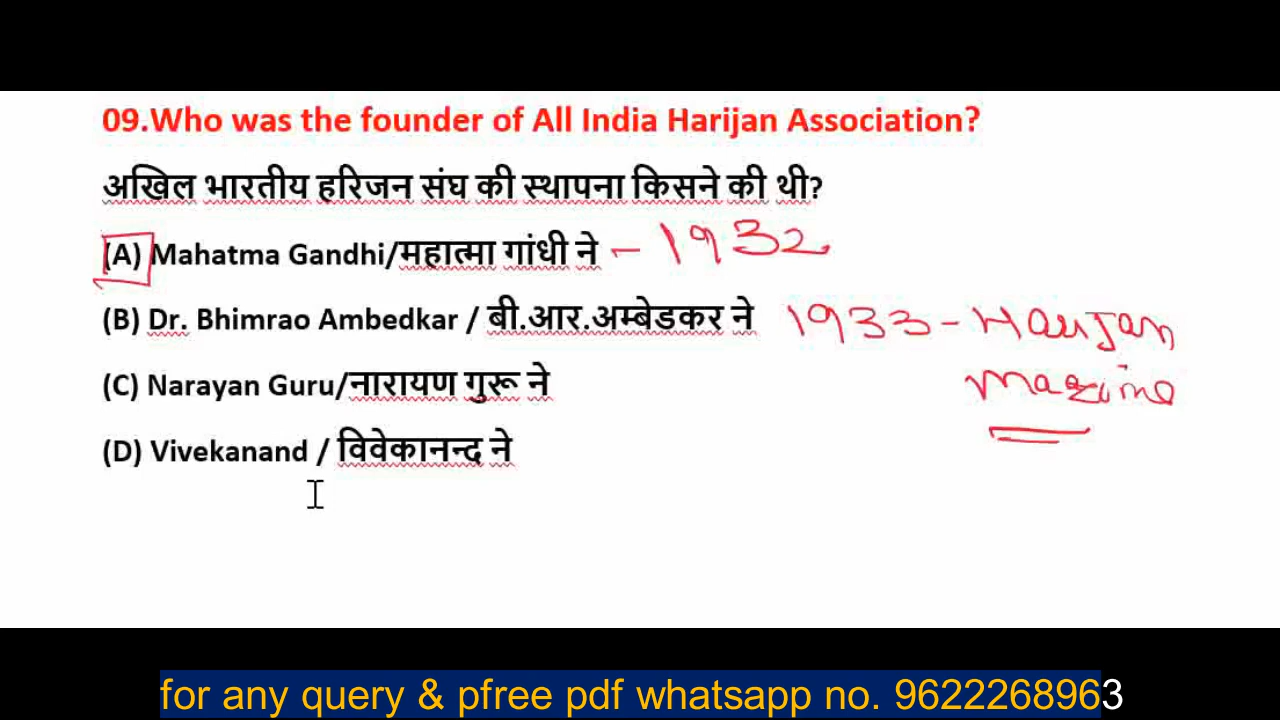 09.Who was the founder of All India Harijan Association?
अखिल भारतीय हरिजन संघ की स्थापना किसने की थी?
(A) Mahatma Gandhi/महात्मा गांधी ने - 1932
(B) Dr. Bhimrao Ambedkar / बी.आर.अम्बेडकर ने 1933 - Harijan
(C) Narayan Guru/नारायण गुरू ने magzine
(D) Vivekanand / विवेकानन्द ने
for any query & pfree pdf whatsapp no. 9622268963